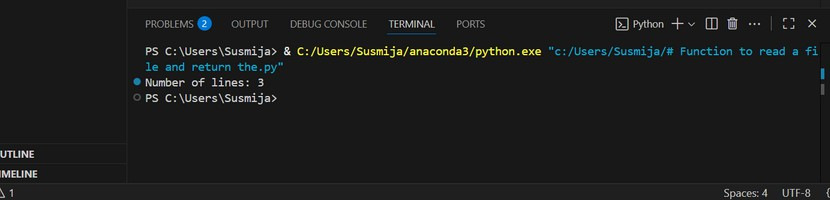 PROBLEMS 2 OUTPUT DEBUG CONSOLE TERMINAL PORTS Python
PS C:\Users\Susmija> & C:/Users/Susmija/anaconda3/python.exe "c:/Users/Susmija/# Function to read a fi
le and return the.py"
Number of lines: 3
PS C:\Users\Susmija>
UTLINE
IMELINE
1 Spaces: 4 UTF-8 {